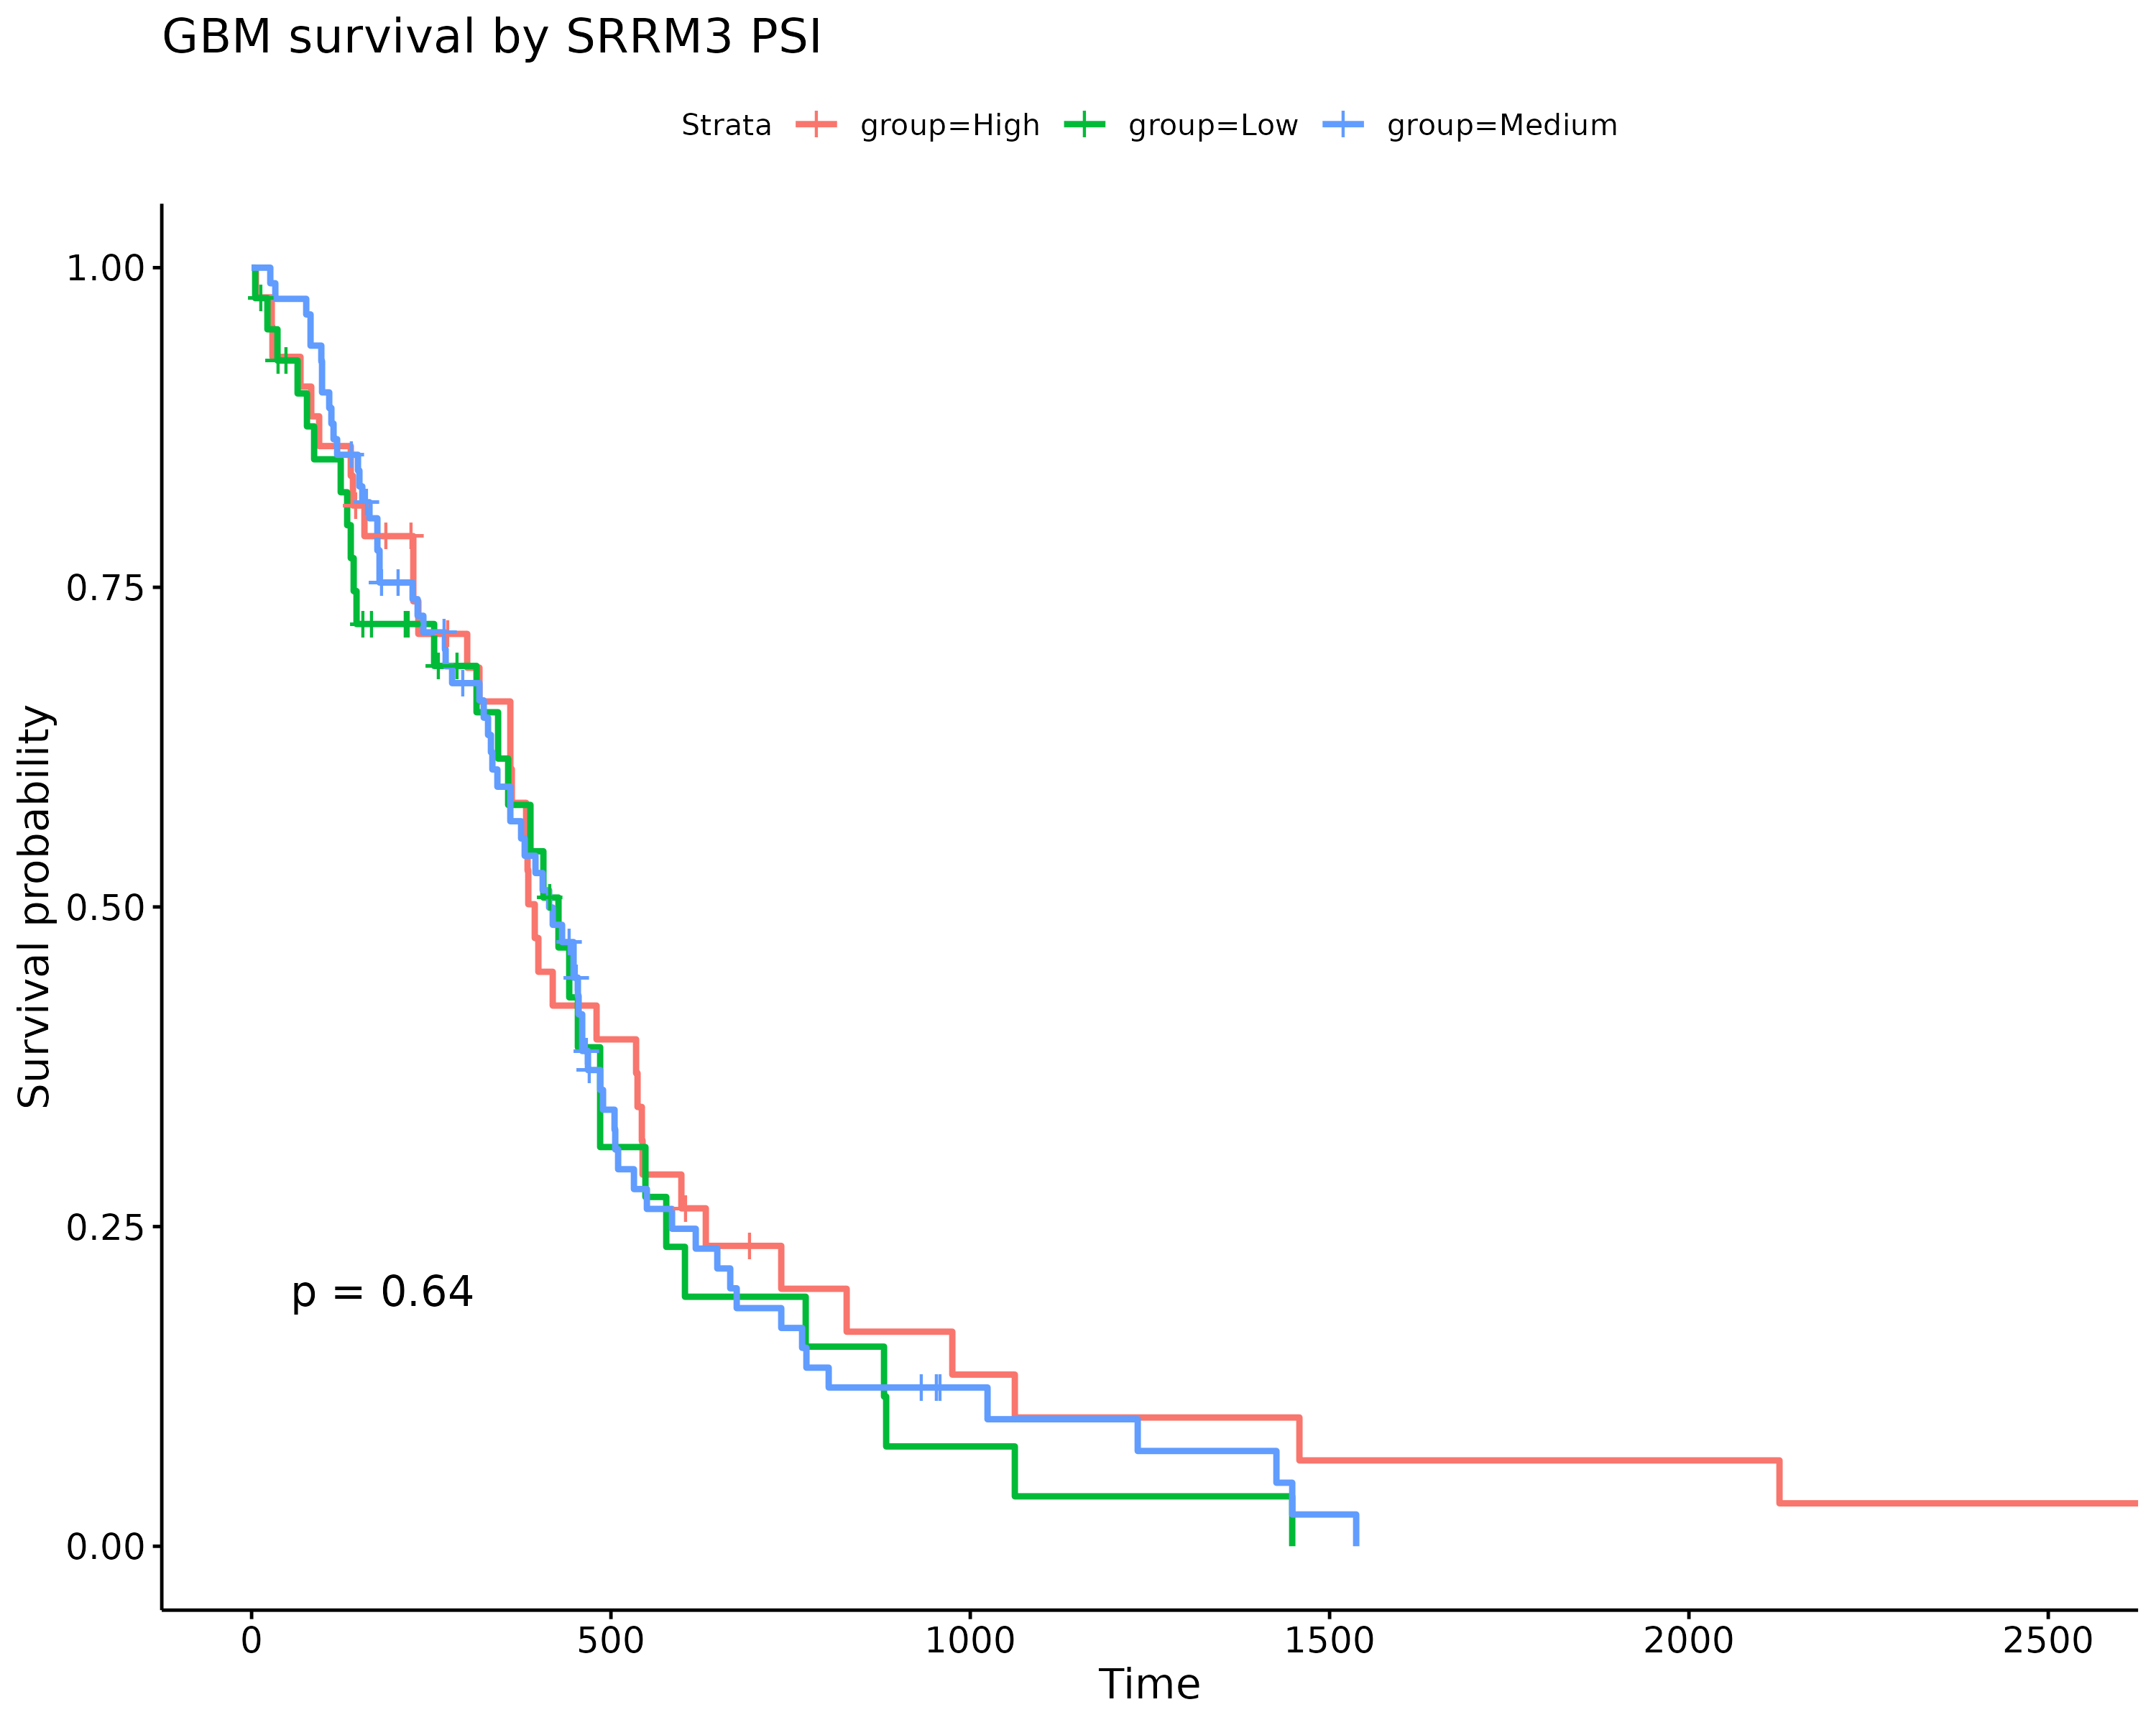 GBM survival by SRRM3 PSI
Strata group=High group=Low group=Medium
1.00
0.75
0.50
0.25
0.00
Survival probability
p = 0.64
0 500 1000 1500 2000 2500
Time